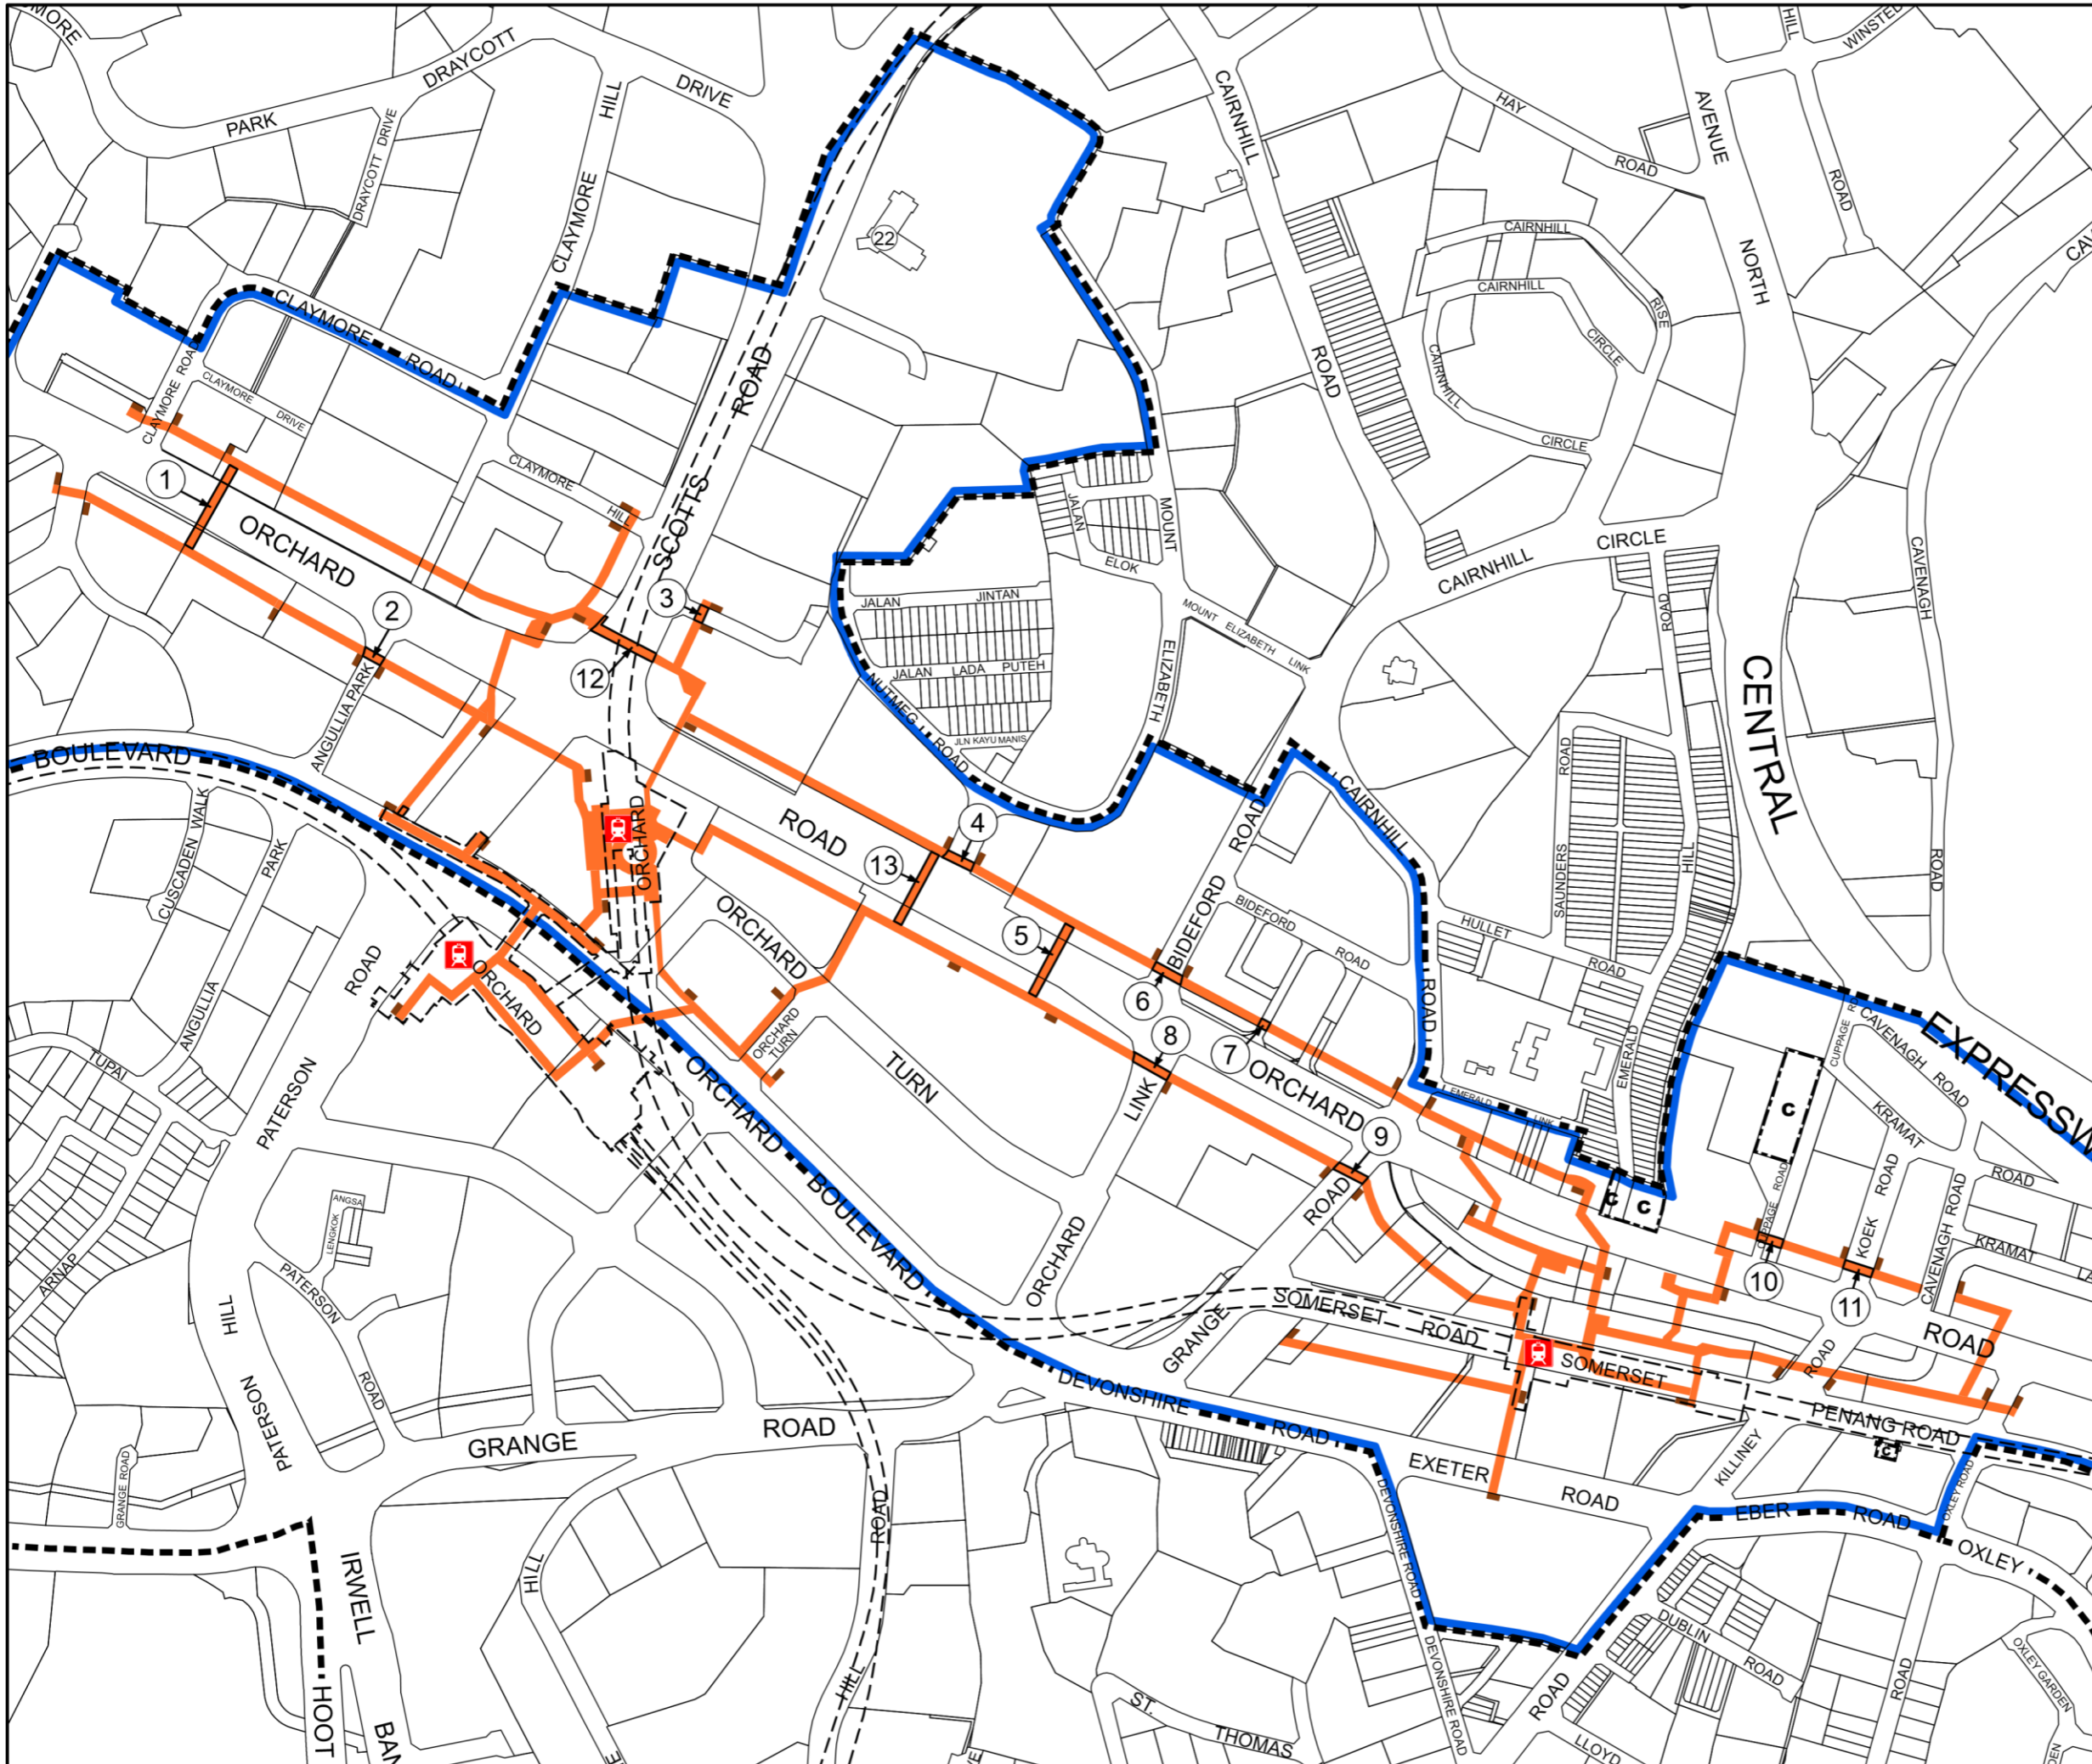 DRAYCOTT
PARK
DRAYCOTT DRIVE
HILL
DRIVE
CLAYMORE
CAIRNHILL
ROAD
HAY
ROAD
AVENUE
NORTH
HILL
WINSTED
ROAD
22
CLAYMORE ROAD
CLAYMORE ROAD
CLAYMORE DRIVE
CLAYMORE
HILL
SCOTTS ROAD
CAIRNHILL
RISE
CAIRNHILL
CIRCLE
CAIRNHILL
CIRCLE
1
ORCHARD
2
3
12
ANGULLIA PARK
JALAN
ELOK
MOUNT
ELIZABETH
MOUNT ELIZABETH LINK
JALAN JINTAN
JALAN LADA PUTEH
JLN KAYU MANIS
NUTMEG ROAD
CAIRNHILL CIRCLE
ROAD
CAVENAGH
ROAD
CENTRAL
EXPRESSW
BOULEVARD
CUSCADEN WALK
ANGULLIA
PARK
ORCHARD
ROAD
4
13
5
6
BIDEFORD
ROAD
BIDEFORD
ROAD
7
8
CAIRNHILL
ROAD
HULLET
ROAD
SAUNDERS
ROAD
EMERALD
HILL
EMERALD LINK
ORCHARD
TURN
ORCHARD
TURN
ORCHARD
ROAD
PATERSON
TUPAI
ARNAP
LENGKOK
ANGSA
ORCHARD BOULEVARD
ORCHARD
LINK
ORCHARD
9
GRANGE
ROAD
CUPPAGE RD
CAVENAGH ROAD
KRAMAT
ROAD
KRAMAT
KOEK
ROAD
CAVENAGH ROAD
C
C
C
10
11
ROAD
ROAD
SOMERSET ROAD
SOMERSET
PENANG ROAD
C
PATERSON
ROAD
HILL
PATERSON
GRANGE ROAD
GRANGE
ROAD
DEVONSHIRE
ROAD
EXETER
ROAD
KILLINEY
ROAD
EBER
ROAD
OXLEY ROAD
OXLEY
DEVONSHIRE ROAD
DEVONSHIRE ROAD
DUBLIN
ROAD
ROAD
OXLEY GARDEN
LLOYD
IRWELL
HOOT
HILL
ROAD
HILL
ST.
THOMAS